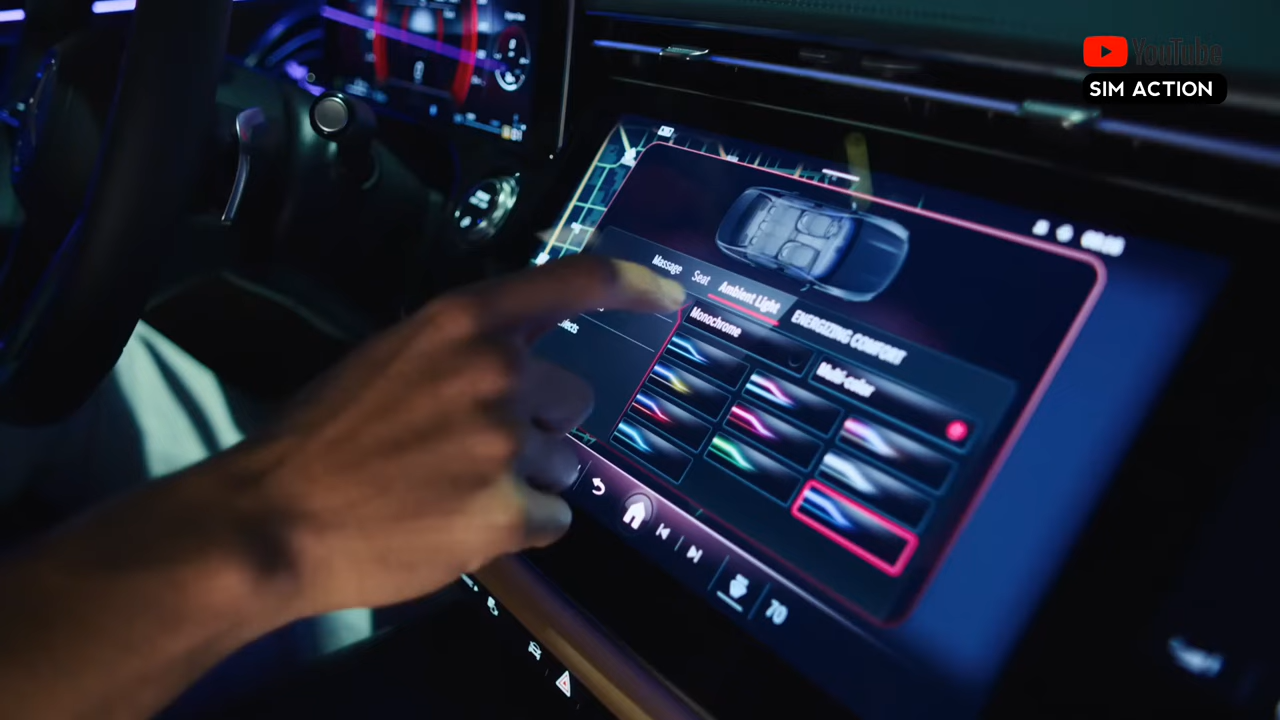 YouTube
SIM ACTION
Massage
Seat
Ambient Light
ENERGIZING COMFORT
Monochrome
Multi-color
70